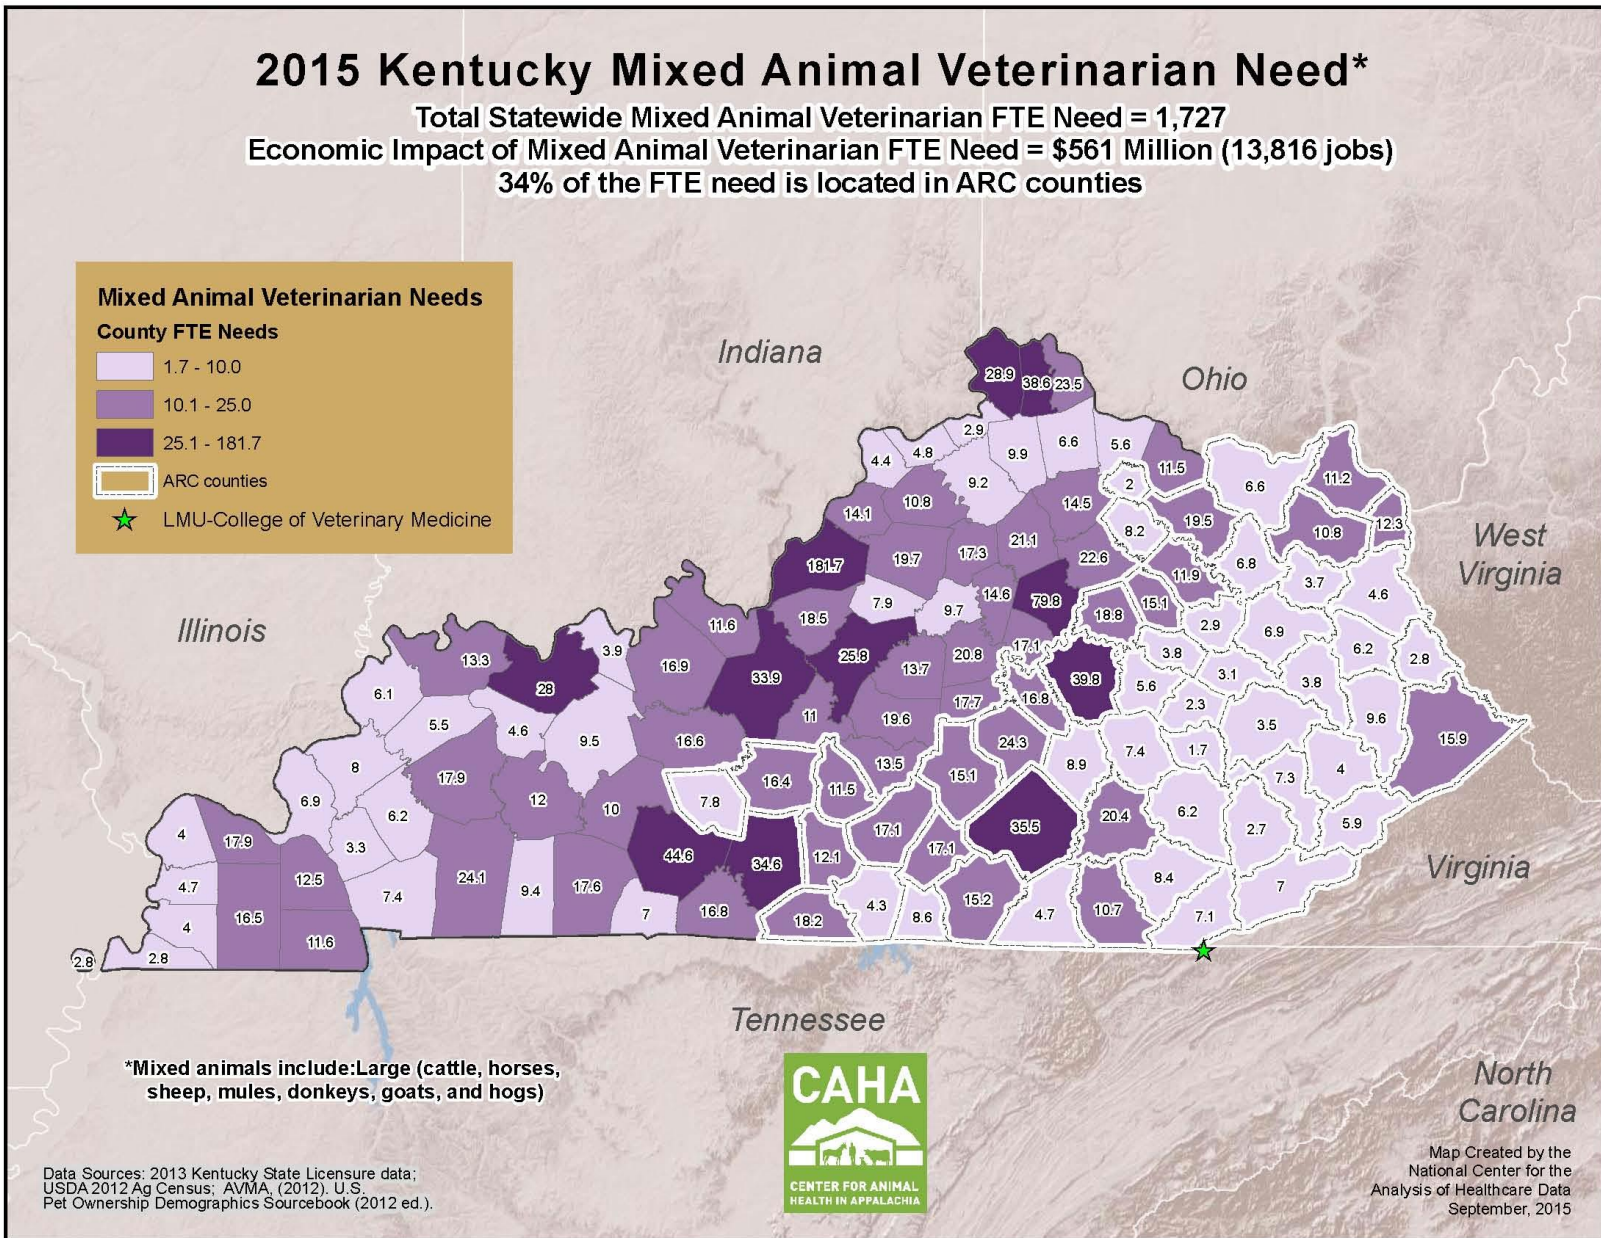 2015 Kentucky Mixed Animal Veterinarian Need*
Total Statewide Mixed Animal Veterinarian FTE Need = 1,727
Economic Impact of Mixed Animal Veterinarian FTE Need = $561 Million (13,816 jobs)
34% of the FTE need is located in ARC counties
Mixed Animal Veterinarian Needs
County FTE Needs
1.7 - 10.0
10.1 - 25.0
25.1 - 181.7
ARC counties
LMU-College of Veterinary Medicine
Indiana
Ohio
Illinois
West
Virginia
Virginia
Tennessee
North
Carolina
28.9 38.6 23.5
4.4 4.8 2.9 9.9 6.6 5.6 11.5
9.2 2 6.6 11.2
14.1 10.8 14.5 8.2 19.5 10.8 12.3
181.7 19.7 17.3 21.1 22.6 11.9 6.8 3.7 4.6
18.5 7.9 9.7 14.6 79.8 18.8 15.1 2.9 6.9
11.6 25.8 20.8 17.1 3.8 6.2 2.8
13.3 28 3.9 16.9 33.9 13.7 39.8 5.6 3.1 3.8
6.1 11 19.6 17.7 16.8 2.3 9.6
5.5 4.6 9.5 16.6 24.3 3.5 15.9
8 17.9 16.4 13.5 15.1 8.9 7.4 1.7 7.3 4
6.9 6.2 12 10 7.8 11.5 20.4 6.2 5.9
4 17.9 3.3 44.6 34.6 12.1 17.1 17.1 35.5 2.7
4.7 12.5 7.4 24.1 9.4 17.6 8.4 7
4 16.5 11.6 7 16.8 18.2 4.3 8.6 15.2 4.7 10.7 7.1
2.8 2.8
*Mixed animals include:Large (cattle, horses,
sheep, mules, donkeys, goats, and hogs)
CAHA
CENTER FOR ANIMAL
HEALTH IN APPALACHIA
Data Sources: 2013 Kentucky State Licensure data;
USDA 2012 Ag Census; AVMA, (2012). U.S.
Pet Ownership Demographics Sourcebook (2012 ed.).
Map Created by the
National Center for the
Analysis of Healthcare Data
September, 2015